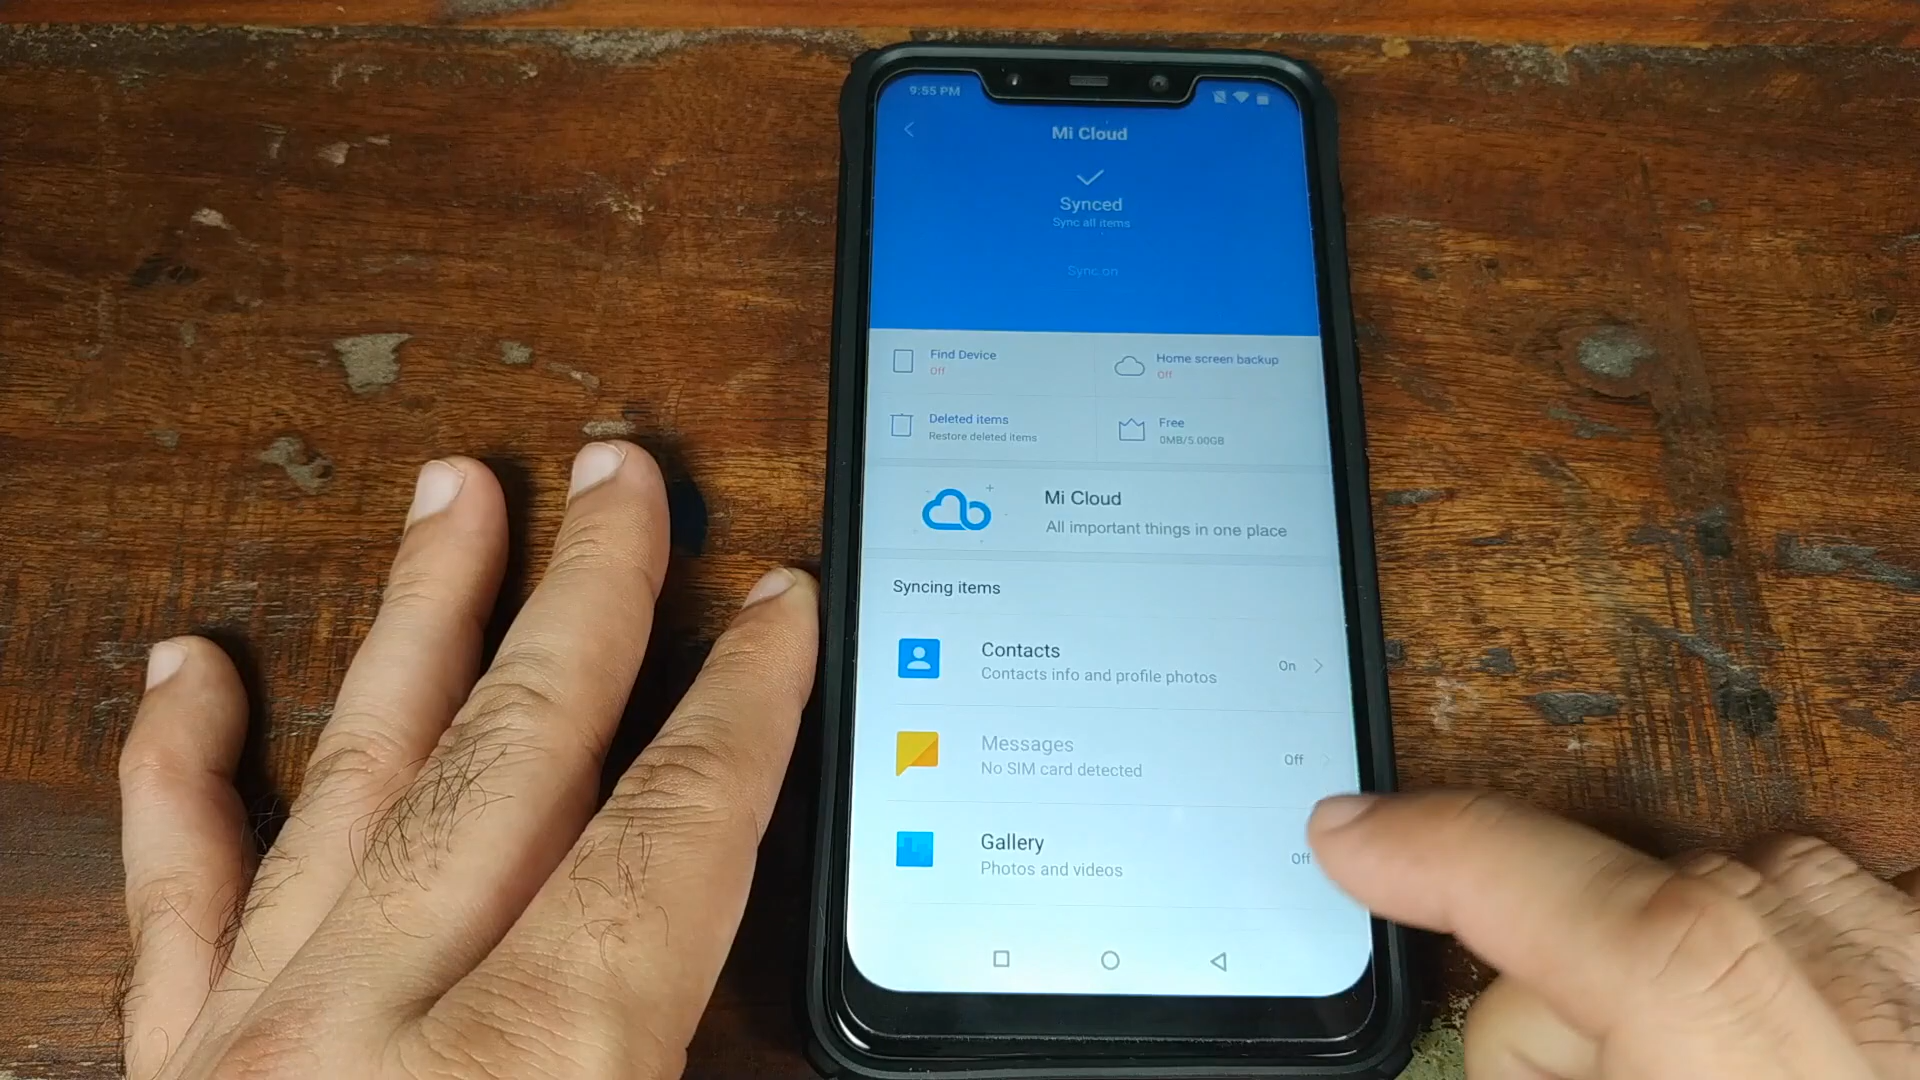 9:55 PM
Mi Cloud
Synced
Sync all items
Sync on
Find Device
Off
Home screen backup
Off
Deleted items
Restore deleted items
Free
0MB/5.00GB
Mi Cloud
All important things in one place
Syncing items
Contacts
Contacts info and profile photos
On
Messages
No SIM card detected
Off
Gallery
Photos and videos
Off